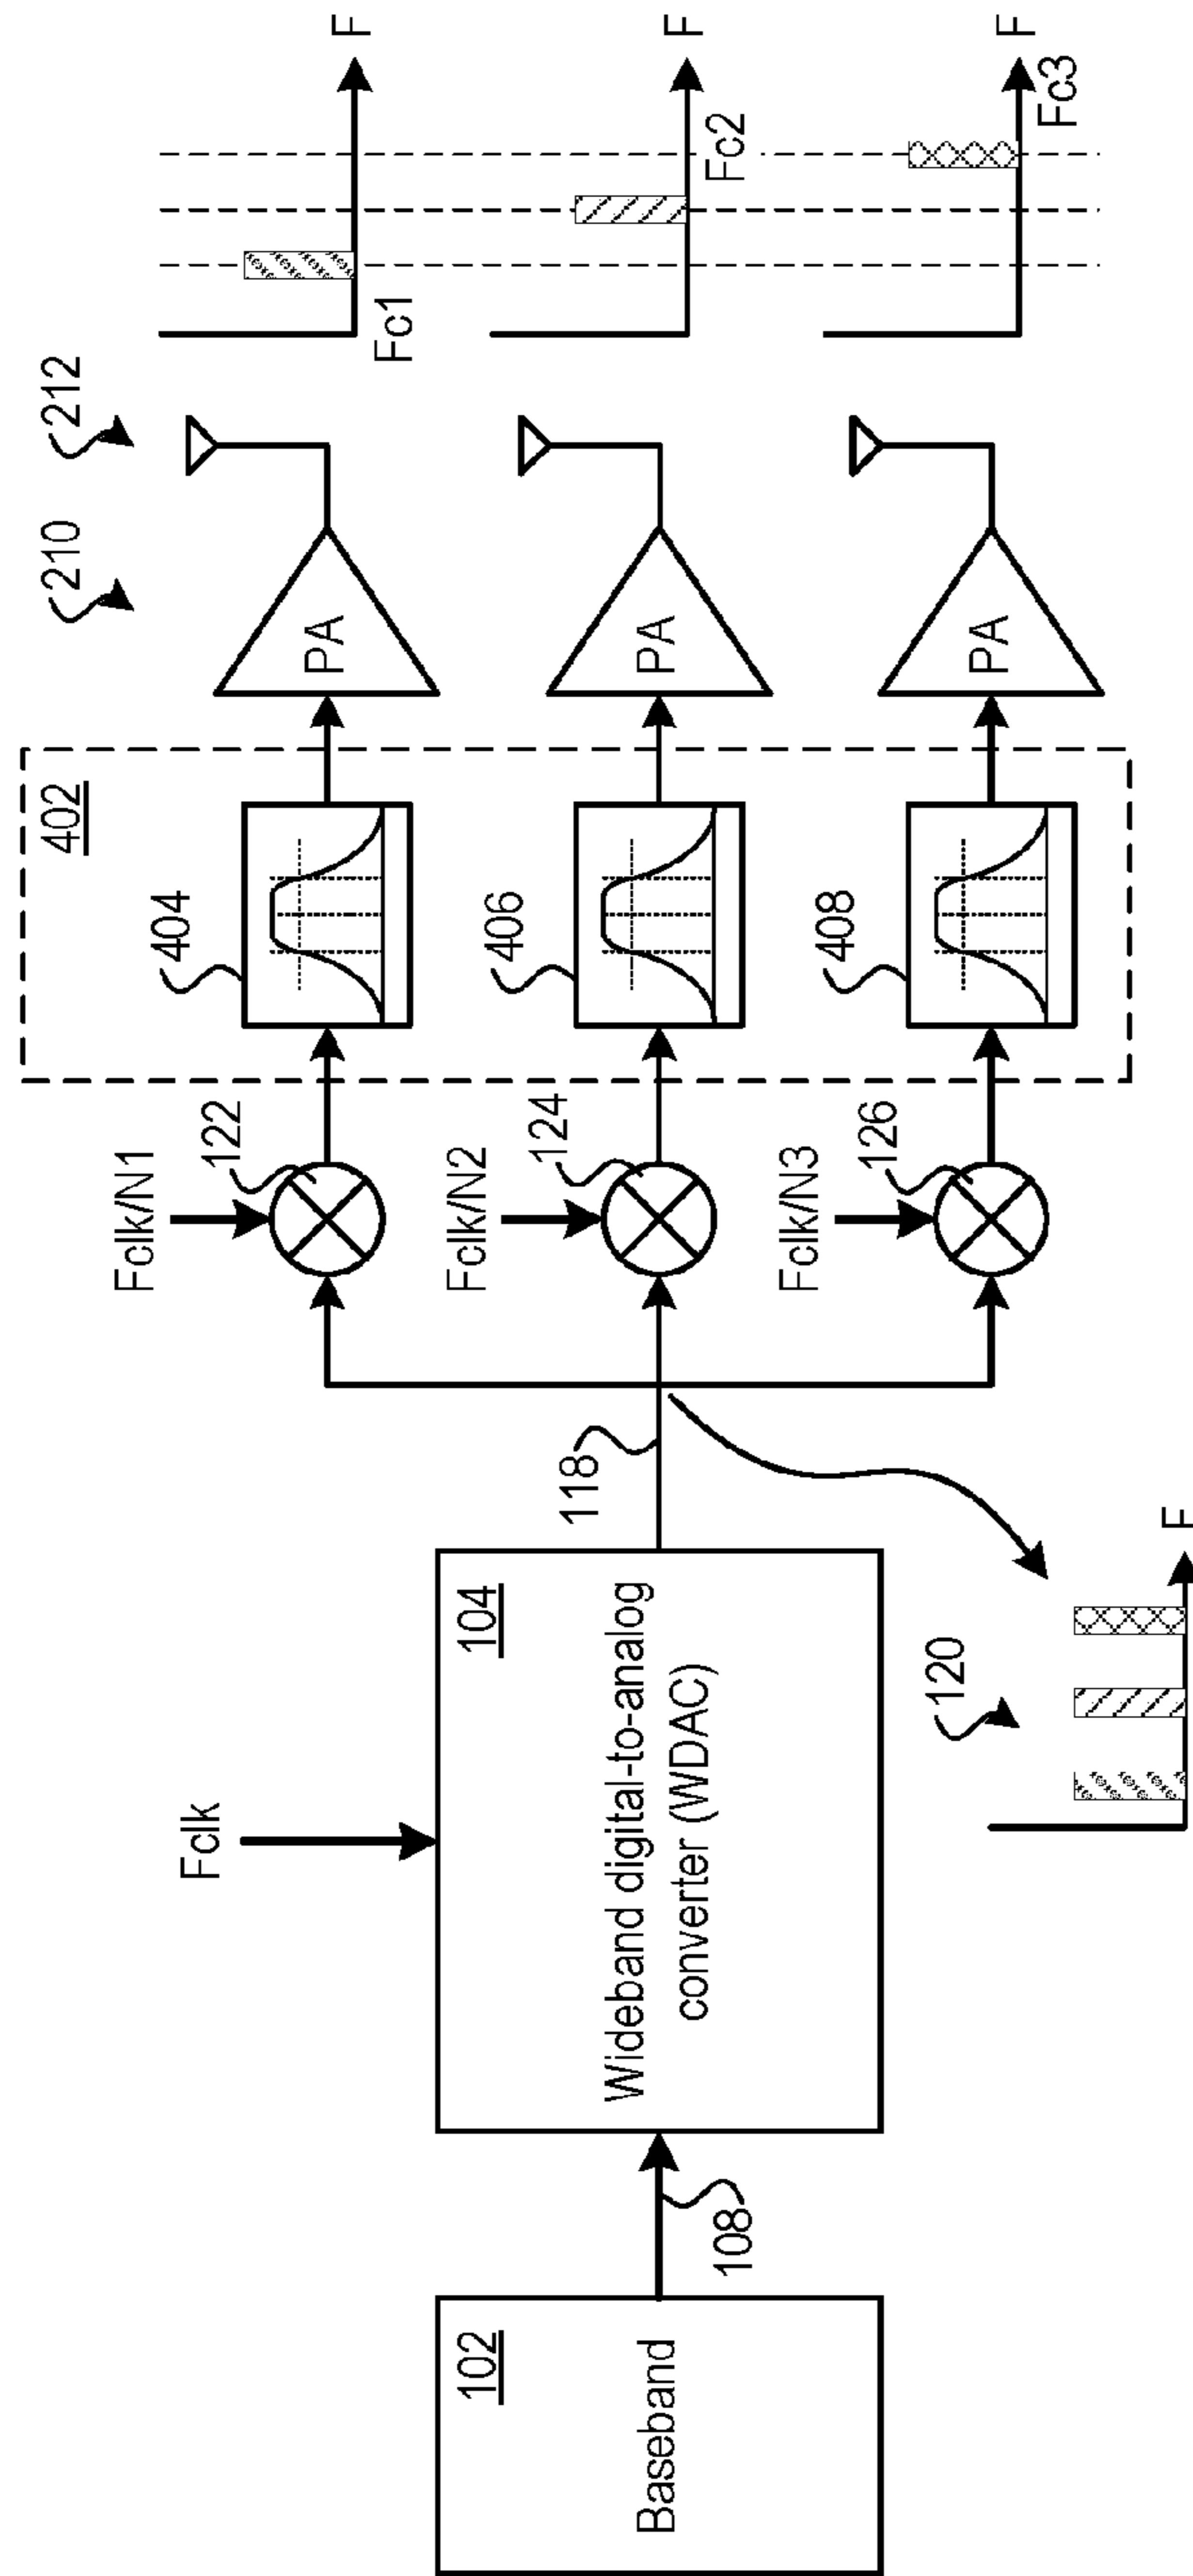 102
Baseband
108
Fclk
104
Wideband digital-to-analog
converter (WDAC)
118
120
F
Fclk/N1
122
Fclk/N2
124
Fclk/N3
126
402
404
406
408
210
PA
PA
PA
212
Fc1
F
Fc2
F
Fc3
F